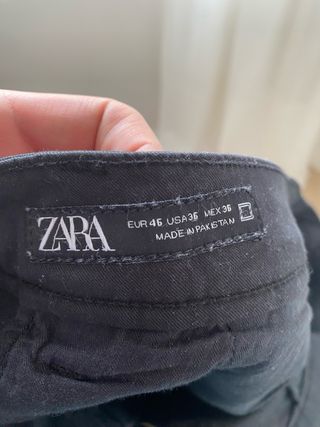 ZARA
EUR 46 USA 36 MEX 36
MADE IN PAKISTAN